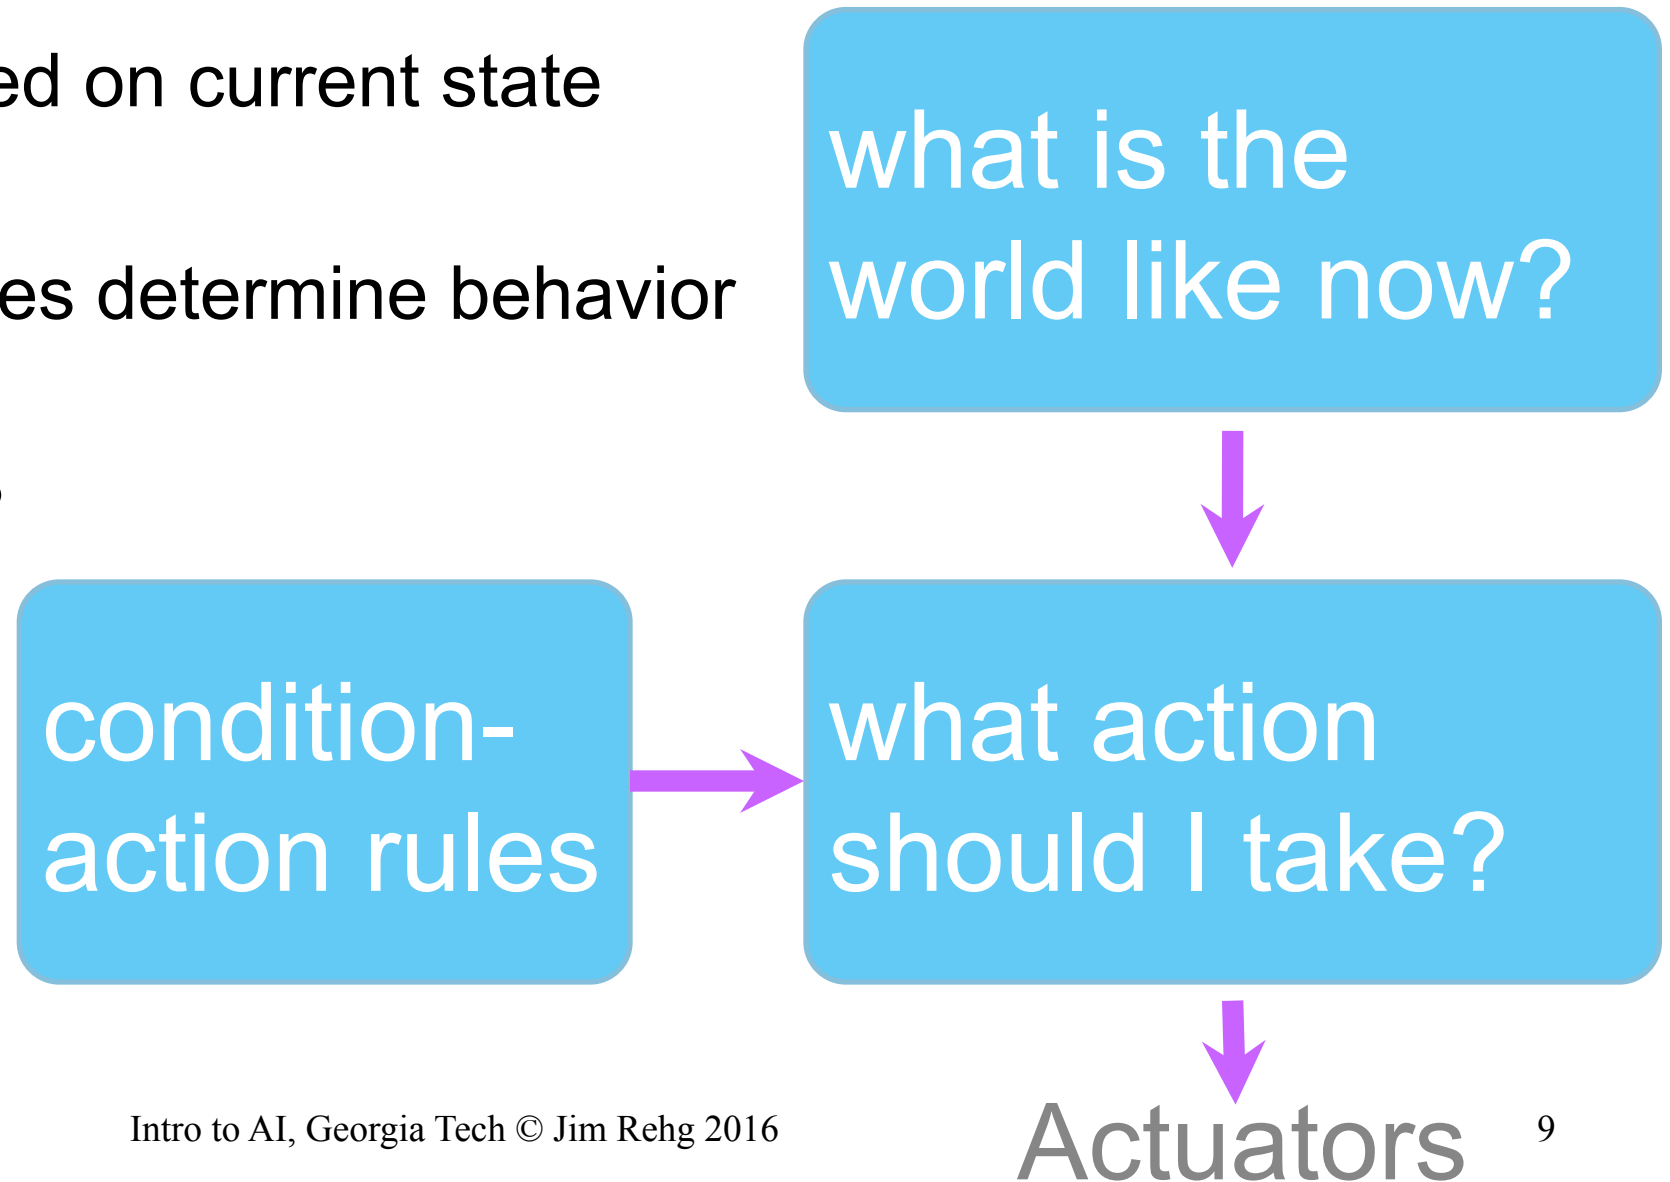 ed on current state
es determine behavior
what is the
world like now?
condition-
action rules
what action
should I take?
Actuators
Intro to AI, Georgia Tech © Jim Rehg 2016
9